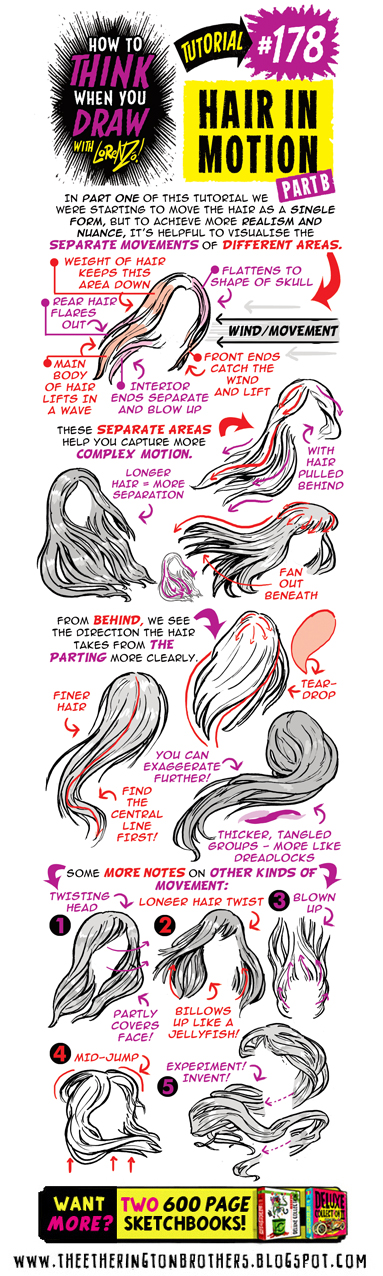 HOW TO
THINK
WHEN YOU
DRAW
WITH LORENZO!
TUTORIAL
#178
HAIR IN
MOTION
PART B
IN PART ONE OF THIS TUTORIAL WE
WERE STARTING TO MOVE THE HAIR AS A SINGLE
FORM, BUT TO ACHIEVE MORE REALISM AND
NUANCE, IT'S HELPFUL TO VISUALISE THE
SEPARATE MOVEMENTS OF DIFFERENT AREAS.
WEIGHT OF HAIR
KEEPS THIS
AREA DOWN
FLATTENS TO
SHAPE OF SKULL
REAR HAIR
FLARES
OUT
WIND/MOVEMENT
MAIN
BODY
OF HAIR
LIFTS IN
A WAVE
INTERIOR
ENDS SEPARATE
AND BLOW UP
FRONT ENDS
CATCH THE
WIND
AND LIFT
THESE SEPARATE AREAS
HELP YOU CAPTURE MORE
COMPLEX MOTION.
WITH
HAIR
PULLED
BEHIND
LONGER
HAIR = MORE
SEPARATION
FAN
OUT
BENEATH
FROM BEHIND, WE SEE
THE DIRECTION THE HAIR
TAKES FROM THE
PARTING MORE CLEARLY.
TEAR-
DROP
FINER
HAIR
YOU CAN
EXAGGERATE
FURTHER!
FIND
THE
CENTRAL
LINE
FIRST!
THICKER, TANGLED
GROUPS - MORE LIKE
DREADLOCKS
SOME MORE NOTES ON OTHER KINDS OF
MOVEMENT:
TWISTING
HEAD
1
PARTLY
COVERS
FACE!
LONGER HAIR TWIST
2
BILLOWS
UP LIKE A
JELLYFISH!
3
BLOWN
UP
4
MID-JUMP
EXPERIMENT!
INVENT!
5
WANT
MORE?
TWO 600 PAGE
SKETCHBOOKS!
DELUXE
COLLECTION
WWW.THEETHERINGTONBROTHERS.BLOGSPOT.COM